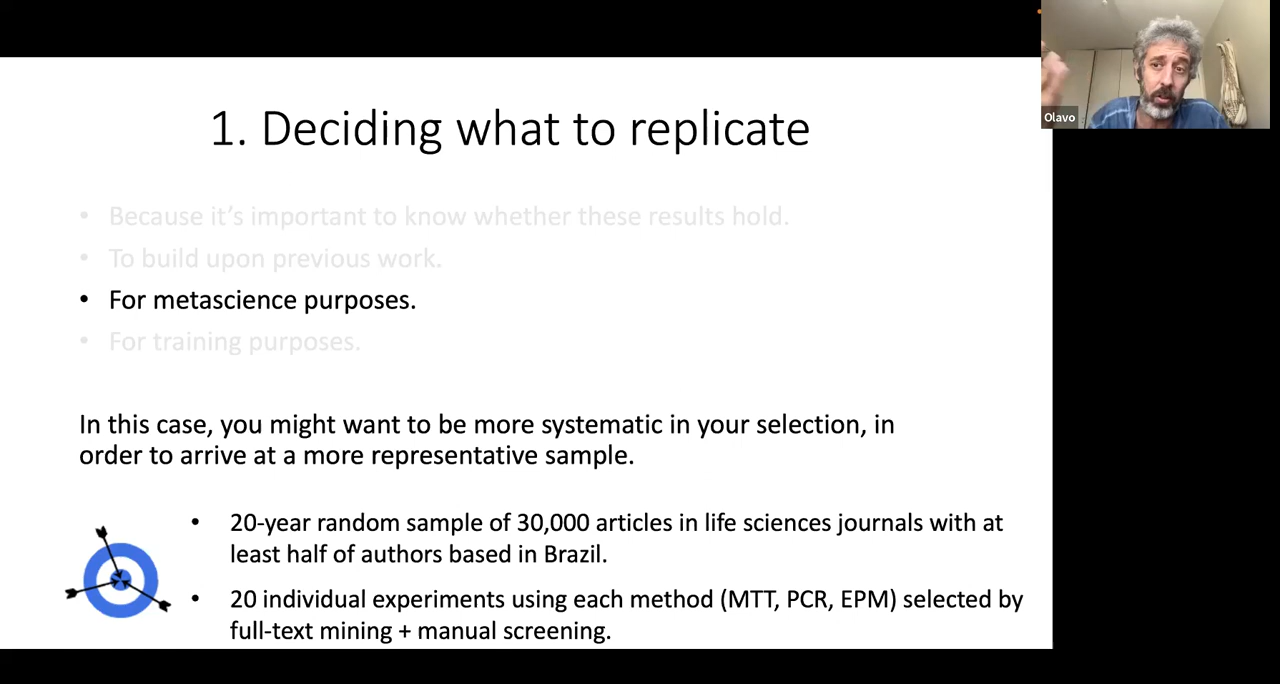 Olavo
1. Deciding what to replicate
• Because it's important to know whether these results hold.
• To build upon previous work.
• For metascience purposes.
• For training purposes.
In this case, you might want to be more systematic in your selection, in
order to arrive at a more representative sample.
• 20-year random sample of 30,000 articles in life sciences journals with at
least half of authors based in Brazil.
• 20 individual experiments using each method (MTT, PCR, EPM) selected by
full-text mining + manual screening.